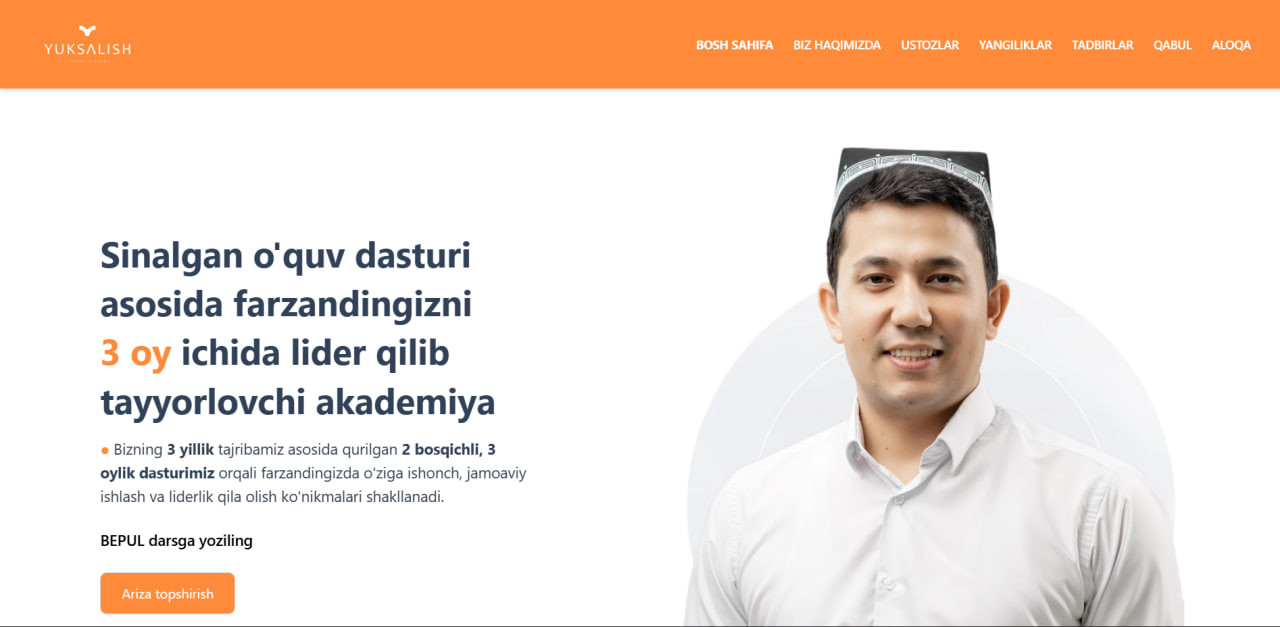 YUKSALISH
BOSH SAHIFA
BIZ HAQIMIZDA
USTOZLAR
YANGILIKLAR
TADBIRLAR
QABUL
ALOQA
Sinalgan o'quv dasturi
asosida farzandingizni
3 oy ichida lider qilib
tayyorlovchi akademiya
● Bizning 3 yillik tajribamiz asosida qurilgan 2 bosqichli, 3
oylik dasturimiz orqali farzandingizda o'ziga ishonch, jamoaviy
ishlash va liderlik qila olish ko'nikmalari shakllanadi.
BEPUL darsga yoziling
Ariza topshirish